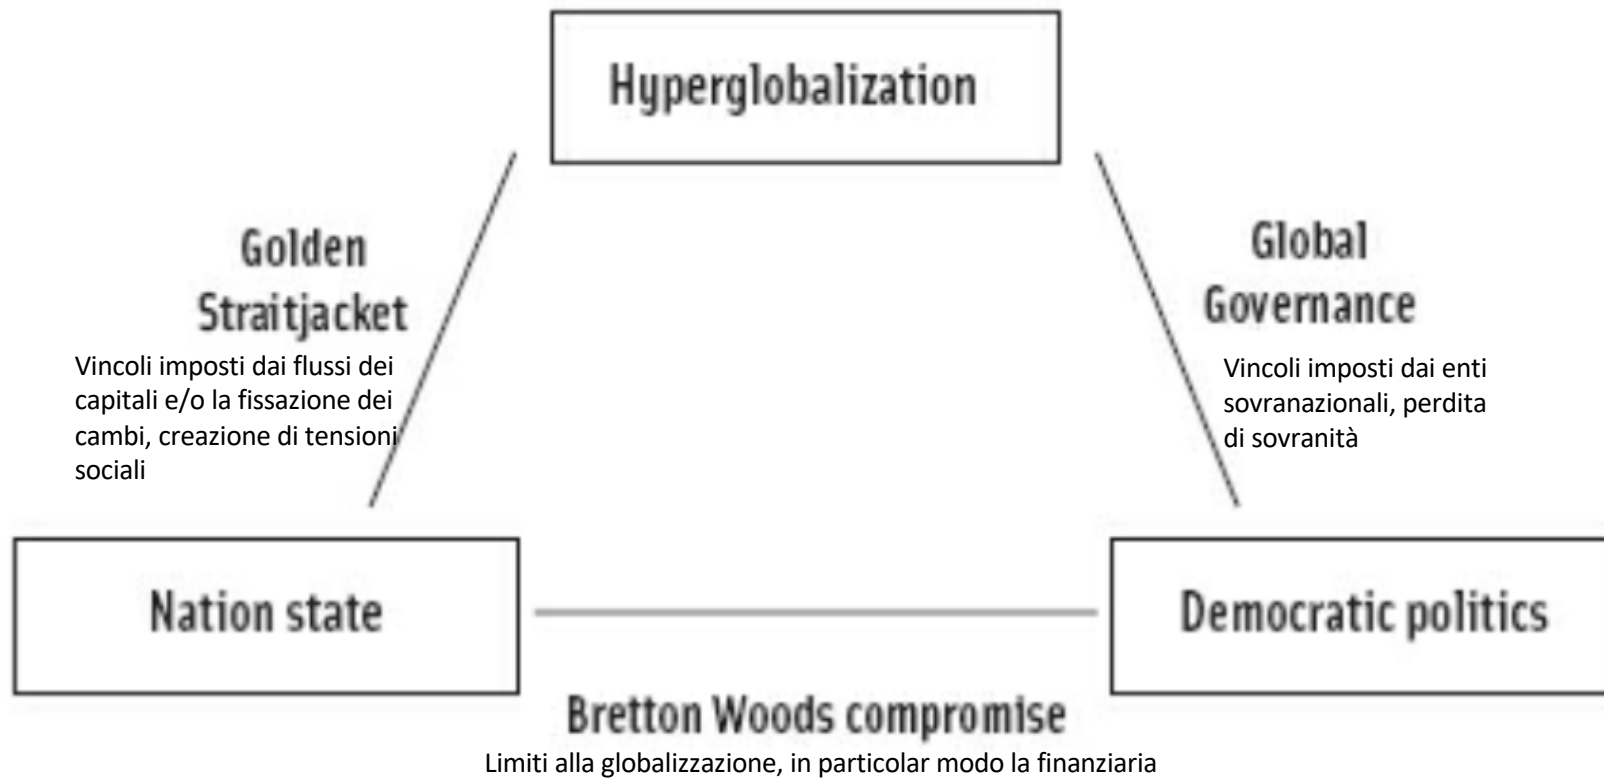 Hyperglobalization
Golden
Straitjacket
Vincoli imposti dai flussi dei
capitali e/o la fissazione dei
cambi, creazione di tensioni
sociali
Global
Governance
Vincoli imposti dai enti
sovranazionali, perdita
di sovranità
Nation state
Democratic politics
Bretton Woods compromise
Limiti alla globalizzazione, in particolar modo la finanziaria